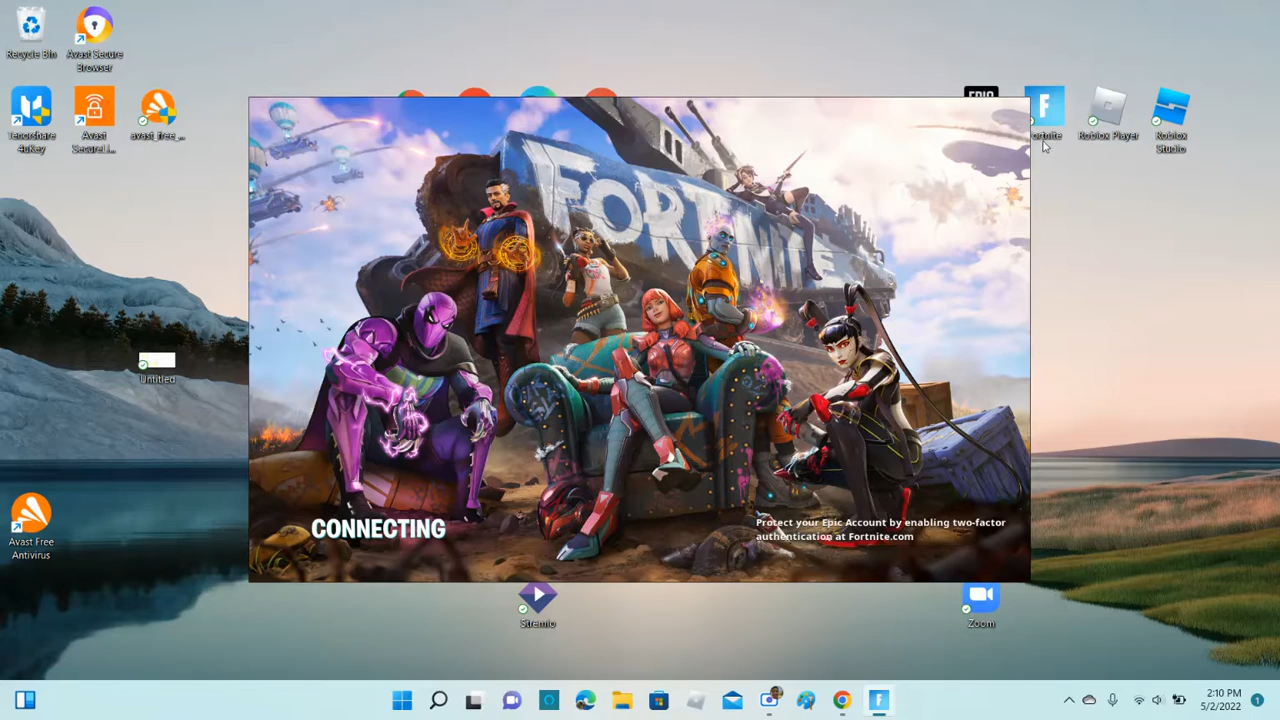 Recycle Bin
Avast Secure
Browser
Tenorshare
4uKey
Avast
SecureLi...
avast_free_...
EPIC
F
ortnite
Roblox Player
Roblox
Studio
FORTNITE
Untitled
Avast Free
Antivirus
CONNECTING
Protect your Epic Account by enabling two-factor
authentication at Fortnite.com
Stremio
Zoom
F
2:10 PM
5/2/2022
1